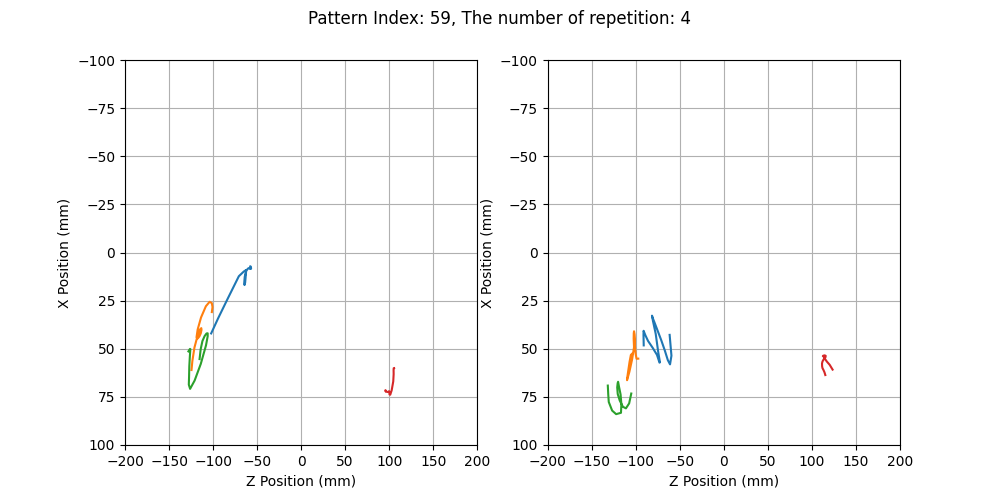 Pattern Index: 59, The number of repetition: 4
−100 −100
−75 −75
−50 −50
−25 −25
0 0
25 25
50 50
75 75
100 100
−200 −150 −100 −50 0 50 100 150 200 −200 −150 −100 −50 0 50 100 150 200
Z Position (mm) Z Position (mm)
X Position (mm)
X Position (mm)